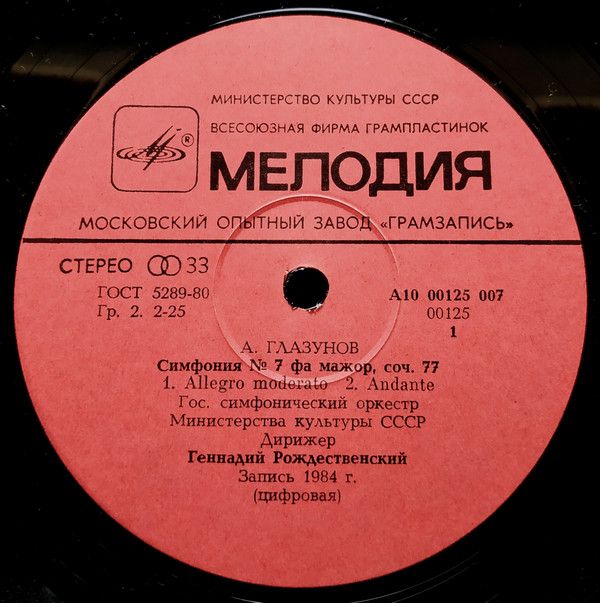 МИНИСТЕРСТВО КУЛЬТУРЫ СССР
ВСЕСОЮЗНАЯ ФИРМА ГРАМПЛАСТИНОК
®
МЕЛОДИЯ
МОСКОВСКИЙ ОПЫТНЫЙ ЗАВОД «ГРАМЗАПИСЬ»
СТЕРЕО 33
ГОСТ 5289-80
Гр. 2. 2-25
А10 00125 007
00125
1
А. ГЛАЗУНОВ
Симфония № 7 фа мажор, соч. 77
1. Allegro moderato 2. Andante
Гос. симфонический оркестр
Министерства культуры СССР
Дирижер
Геннадий Рождественский
Запись 1984 г.
(цифровая)